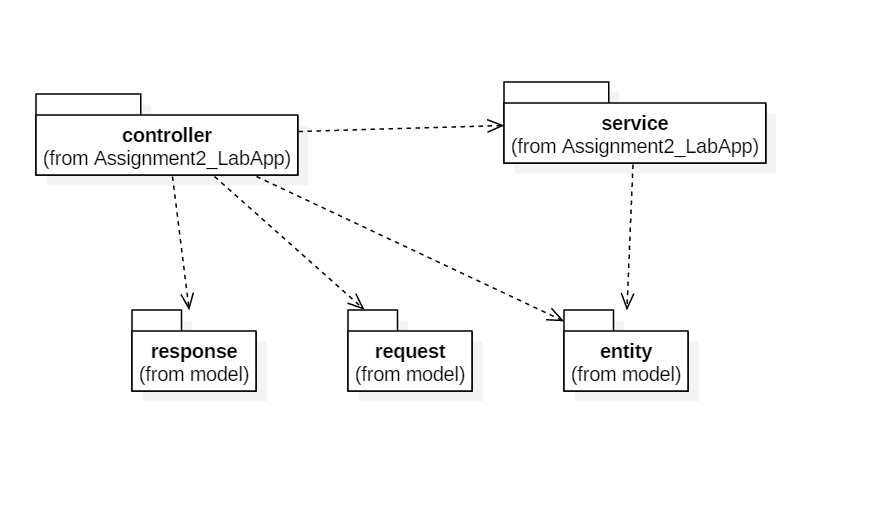 controller
(from Assignment2_LabApp)
service
(from Assignment2_LabApp)
response
(from model)
request
(from model)
entity
(from model)